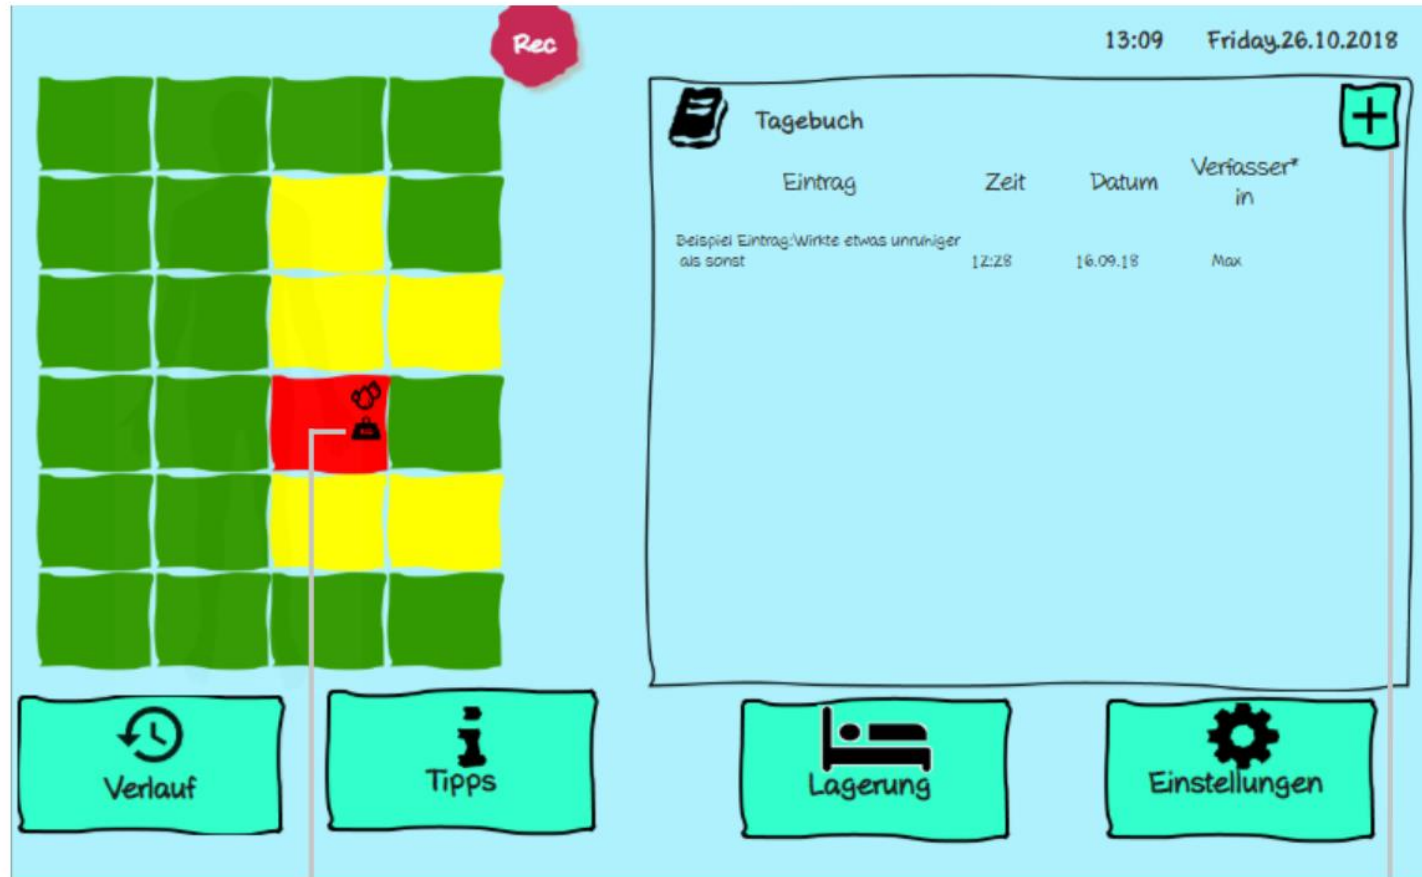 Rec
13:09 Friday.26.10.2018
Tagebuch
Eintrag Zeit Datum Verfasser*
in
Beispiel Eintrag:Wirkte etwas unruhiger
als sonst 12:28 16.09.18 Max
Verlauf
Tipps
Lagerung
Einstellungen